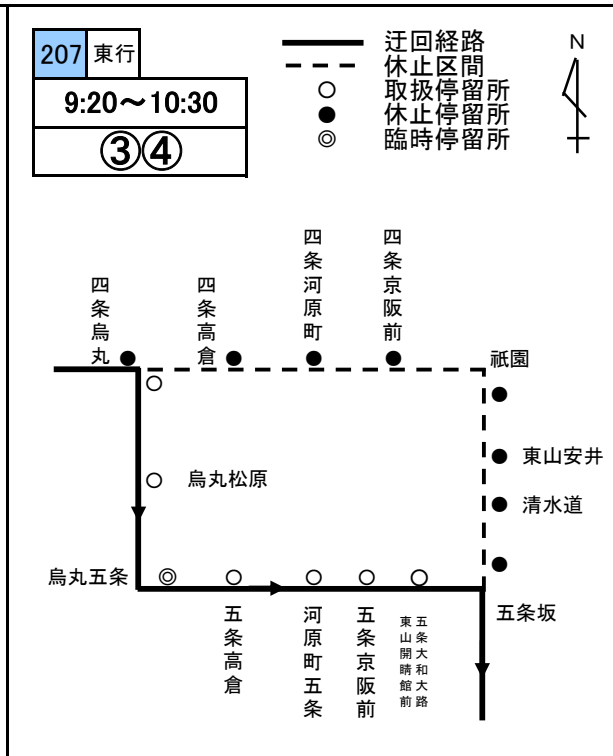 207 東行
9:20～10:30
③④
迂回経路
休止区間
取扱停留所
休止停留所
臨時停留所
N
四条烏丸
四条高倉
四条河原町
四条京阪前
祇園
東山安井
清水道
五条坂
烏丸松原
烏丸五条
五条高倉
河原町五条
五条京阪前
五条大和大路
東山開睛館前